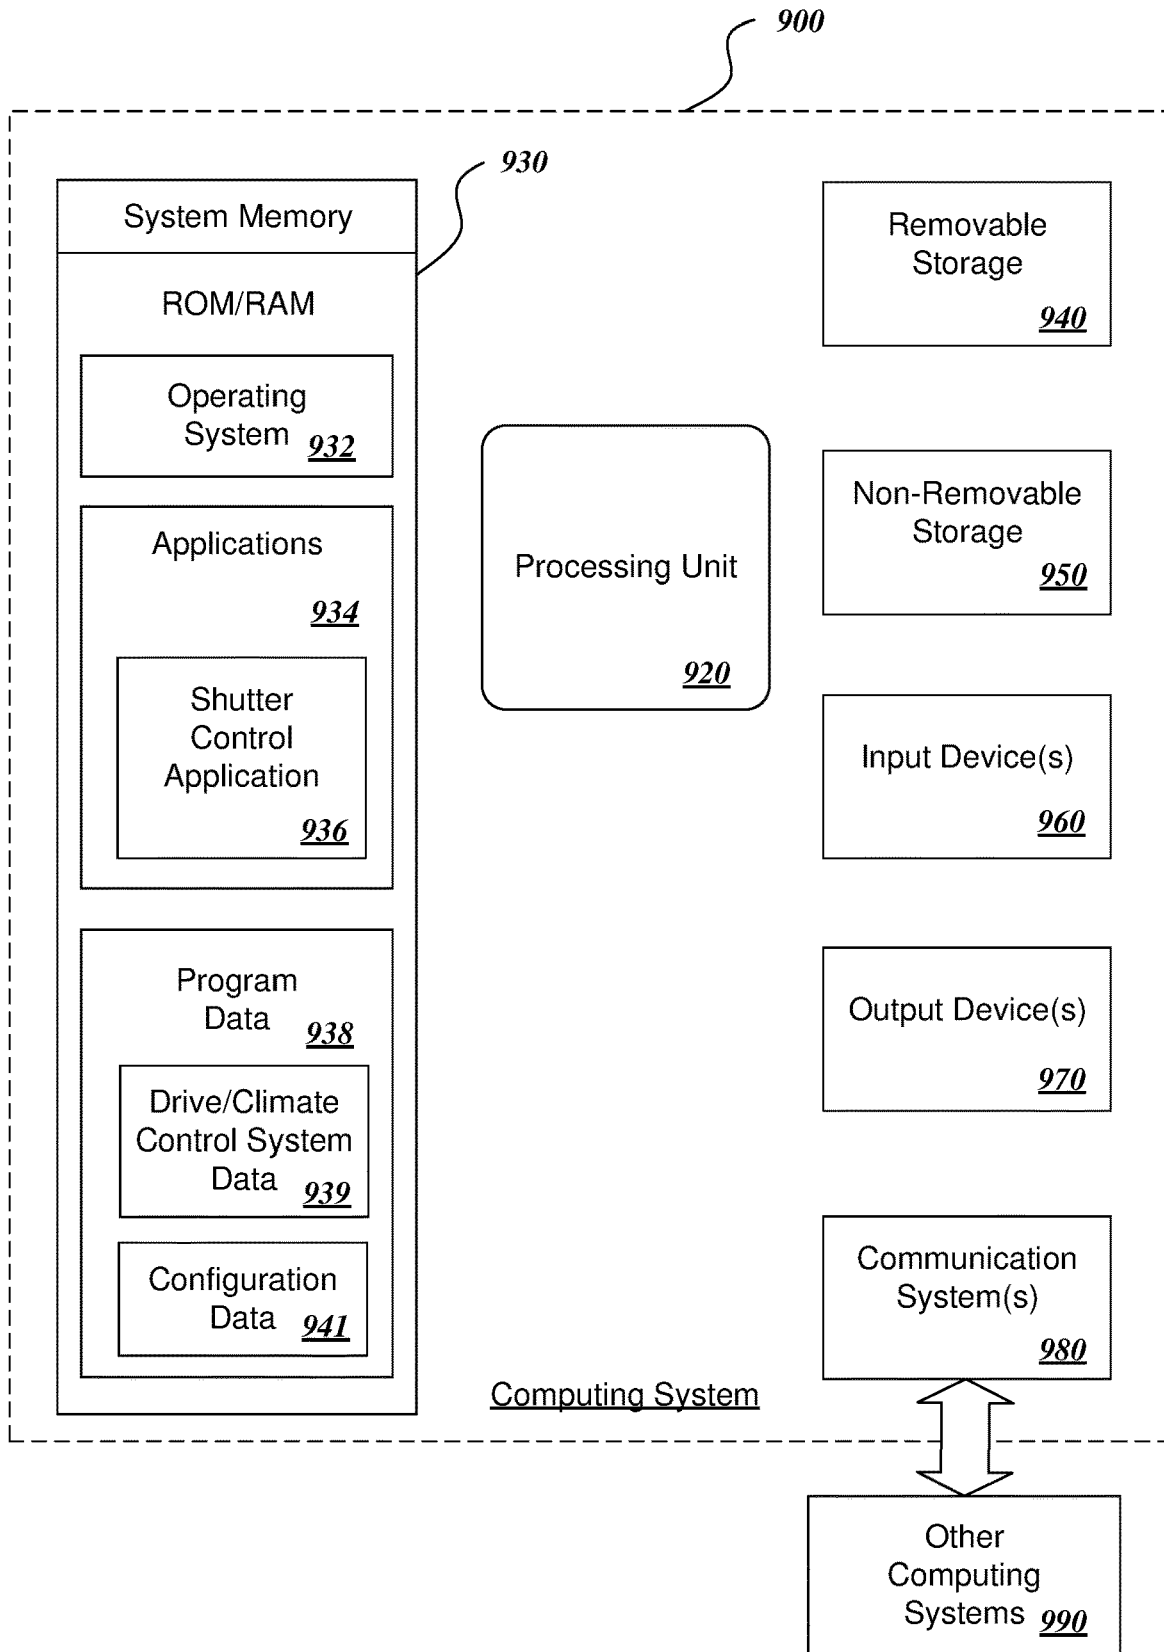 900
930
System Memory
ROM/RAM
Operating
System 932
Applications
934
Shutter
Control
Application
936
Program
Data 938
Drive/Climate
Control System
Data 939
Configuration
Data 941
Processing Unit
920
Removable
Storage
940
Non-Removable
Storage
950
Input Device(s)
960
Output Device(s)
970
Communication
System(s)
980
Computing System
Other
Computing
Systems 990